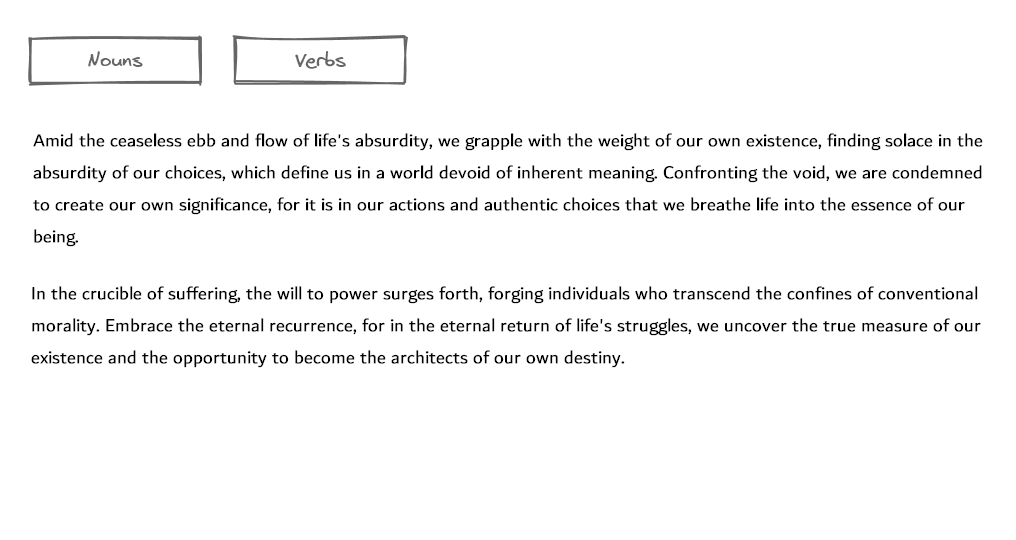 Nouns
Verbs
Amid the ceaseless ebb and flow of life's absurdity, we grapple with the weight of our own existence, finding solace in the
absurdity of our choices, which define us in a world devoid of inherent meaning. Confronting the void, we are condemned
to create our own significance, for it is in our actions and authentic choices that we breathe life into the essence of our
being.
In the crucible of suffering, the will to power surges forth, forging individuals who transcend the confines of conventional
morality. Embrace the eternal recurrence, for in the eternal return of life's struggles, we uncover the true measure of our
existence and the opportunity to become the architects of our own destiny.